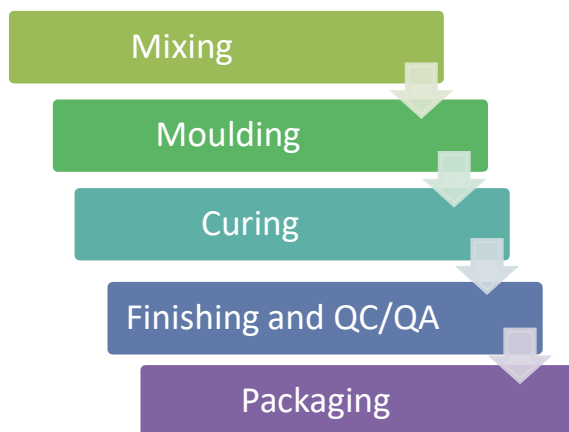 Mixing
Moulding
Curing
Finishing and QC/QA
Packaging